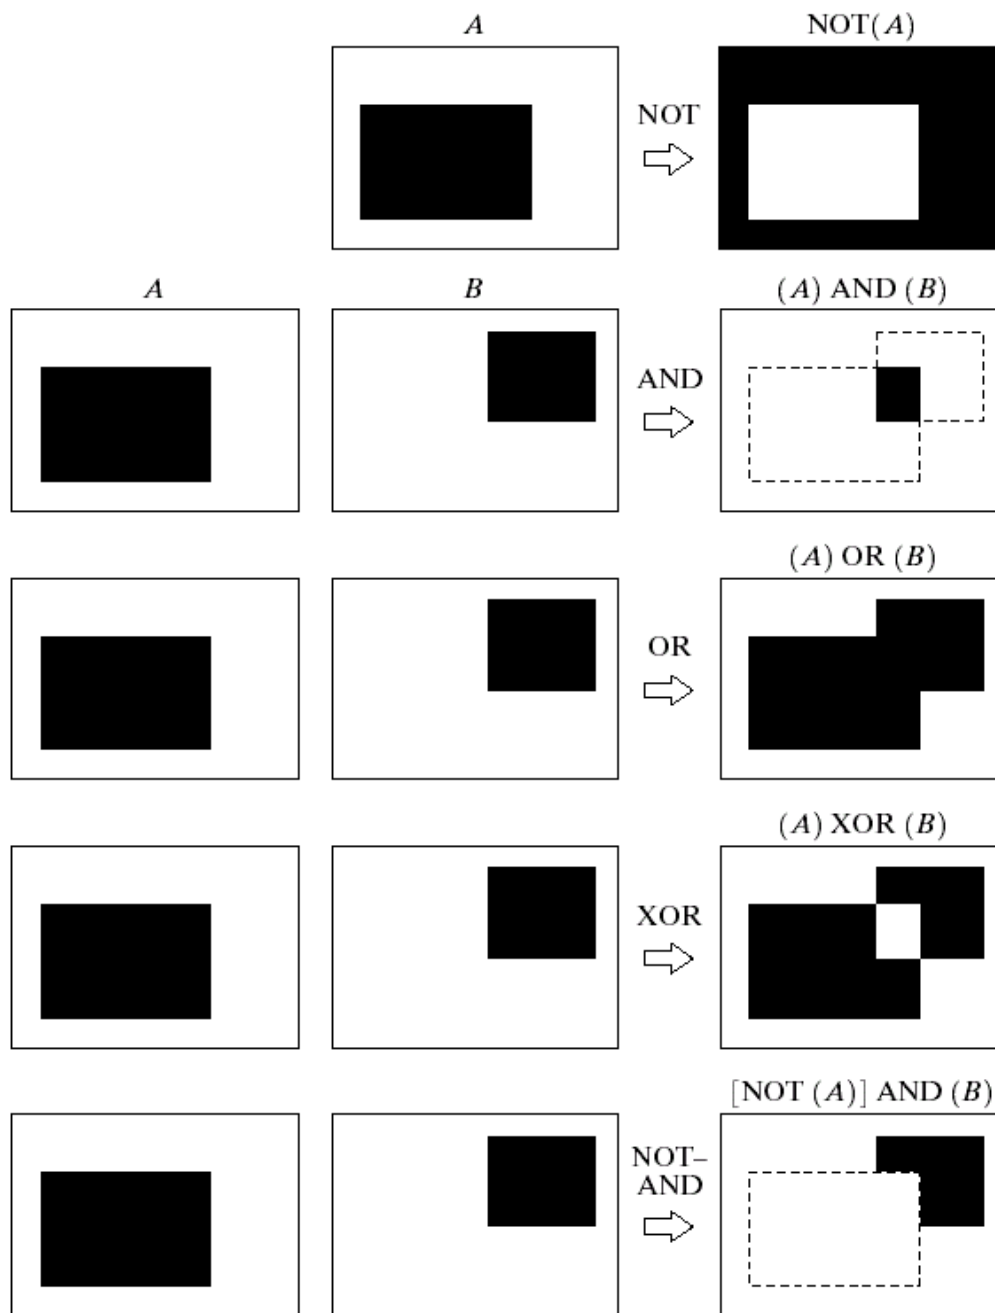 A
NOT(A)
NOT
A
B
(A) AND (B)
AND
(A) OR (B)
OR
(A) XOR (B)
XOR
[NOT (A)] AND (B)
NOT–
AND